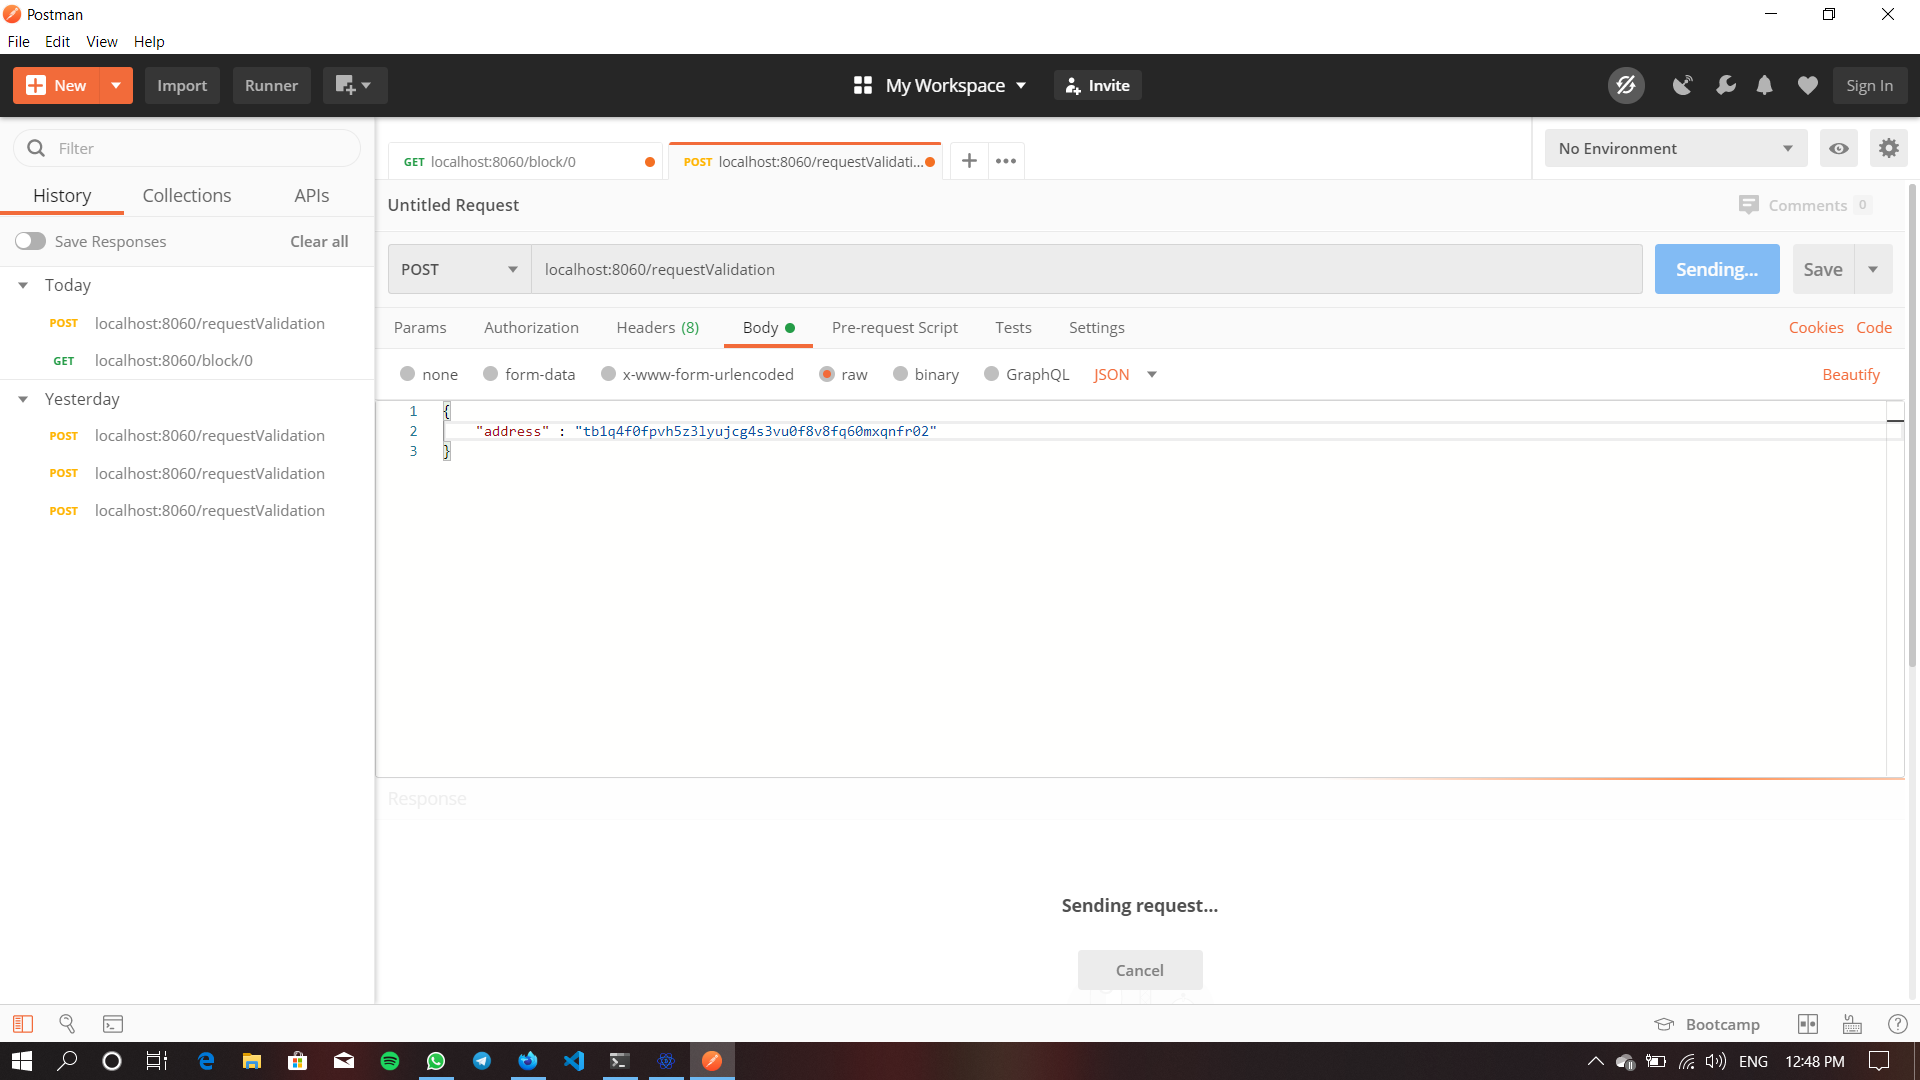 Postman
File Edit View Help
New Import Runner My Workspace Invite Sign In
Filter
History Collections APIs
Save Responses Clear all
Today
POST localhost:8060/requestValidation
GET localhost:8060/block/0
Yesterday
POST localhost:8060/requestValidation
POST localhost:8060/requestValidation
POST localhost:8060/requestValidation
GET localhost:8060/block/0 POST localhost:8060/requestValidati... No Environment
Untitled Request Comments 0
POST localhost:8060/requestValidation Sending... Save
Params Authorization Headers (8) Body Pre-request Script Tests Settings Cookies Code
none form-data x-www-form-urlencoded raw binary GraphQL JSON Beautify
1 {
2 "address" : "tb1q4f0fpvh5z3lyujcg4s3vu0f8v8fq60mxqnfr02"
3 }
Response
Sending request...
Cancel
Bootcamp
ENG 12:48 PM